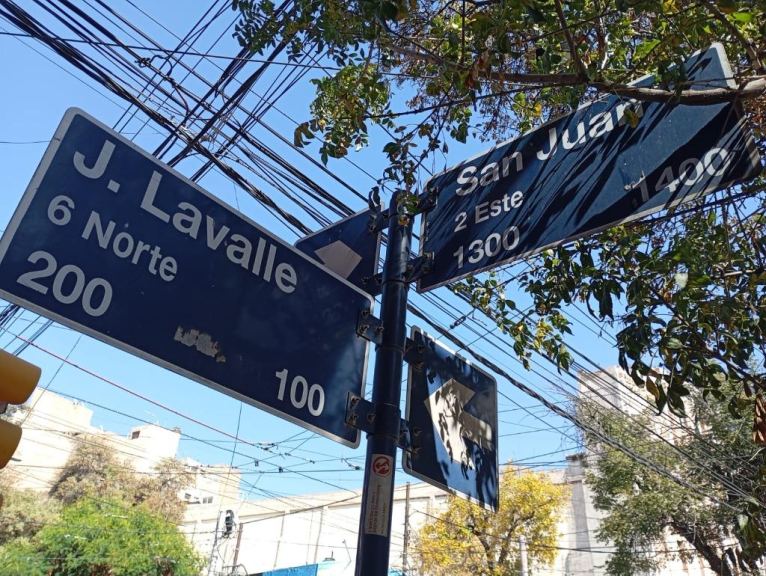 J. Lavalle
6 Norte
200
100
San Juan
2 Este
1300
1400